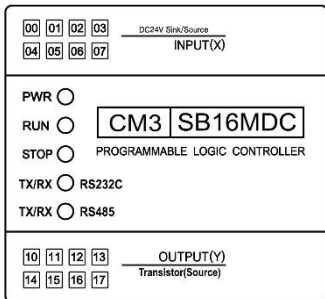 00 01 02 03 DC24V Sink/Source
04 05 06 07 INPUT(X)
PWR
RUN
STOP
CM3 SB16MDC
PROGRAMMABLE LOGIC CONTROLLER
TX/RX RS232C
TX/RX RS485
10 11 12 13 OUTPUT(Y)
14 15 16 17 Transistor(Source)